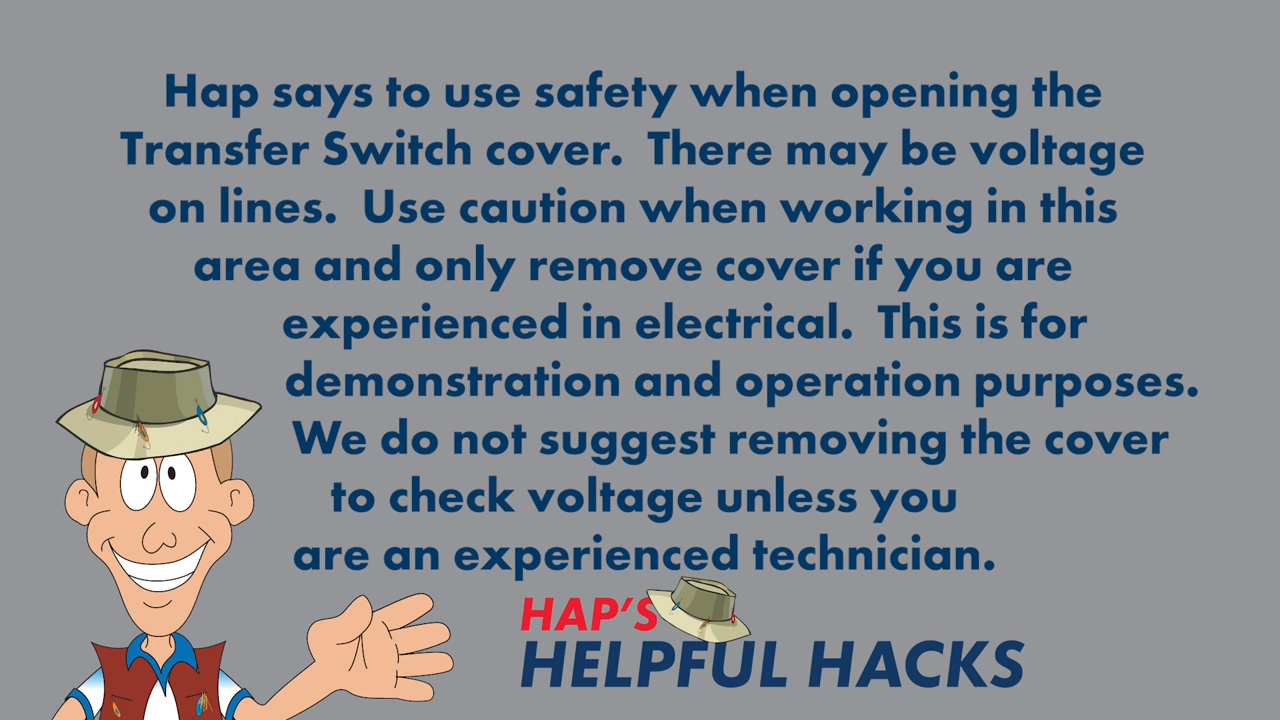 Hap says to use safety when opening the
Transfer Switch cover.  There may be voltage
on lines.  Use caution when working in this
area and only remove cover if you are
experienced in electrical.  This is for
demonstration and operation purposes.
We do not suggest removing the cover
to check voltage unless you
are an experienced technician.
HAP'S
HELPFUL HACKS